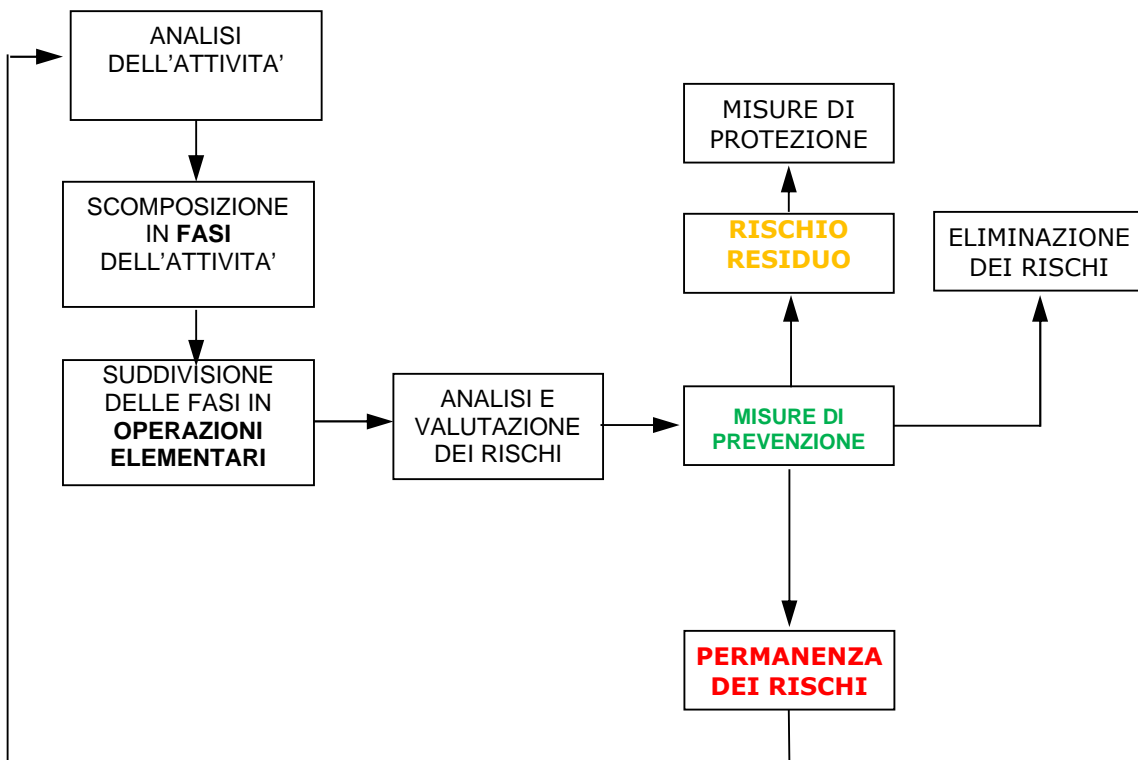 ANALISI
DELL’ATTIVITA’
SCOMPOSIZIONE
IN FASI
DELL’ATTIVITA’
SUDDIVISIONE
DELLE FASI IN
OPERAZIONI
ELEMENTARI
ANALISI E
VALUTAZIONE
DEI RISCHI
MISURE DI
PREVENZIONE
RISCHIO
RESIDUO
MISURE DI
PROTEZIONE
ELIMINAZIONE
DEI RISCHI
PERMANENZA
DEI RISCHI